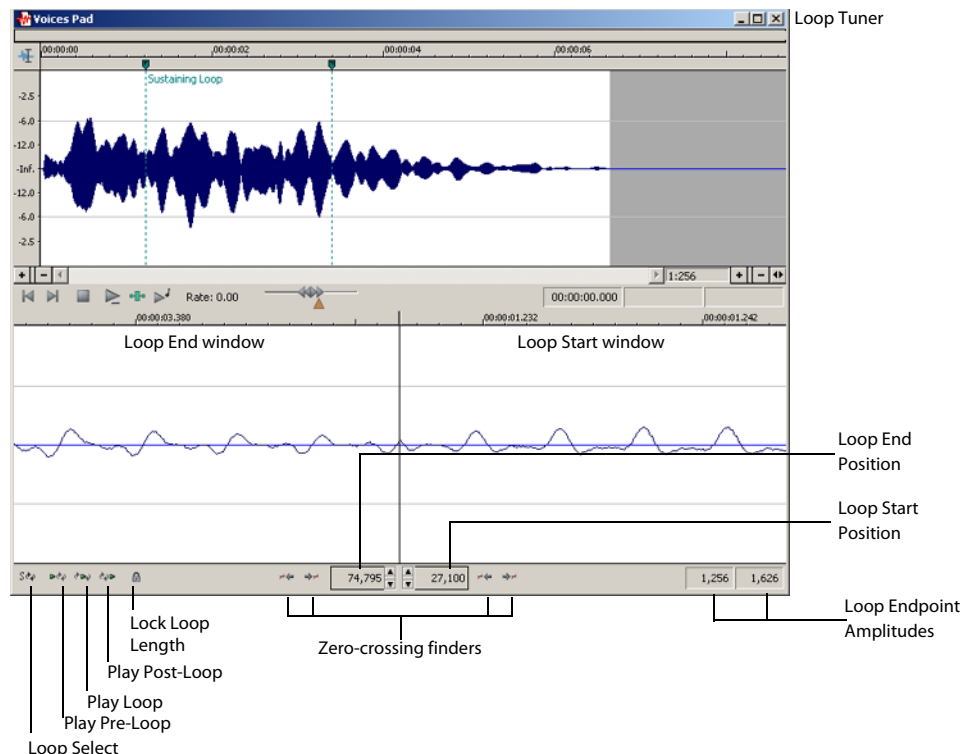 Voices Pad
Loop Tuner
00:00:00 00:00:02 00:00:04 00:00:06
Sustaining Loop
-2.5
-6.0
-12.0
-Inf.
-12.0
-6.0
-2.5
1:256
Rate: 0.00
00:00:00.000
00:00:03.380 00:00:01.232 00:00:01.242
Loop End window
Loop Start window
Loop End
Position
Loop Start
Position
74,795
27,100
1,256
1,626
Loop Endpoint
Amplitudes
Lock Loop
Length
Zero-crossing finders
Play Post-Loop
Play Loop
Play Pre-Loop
Loop Select